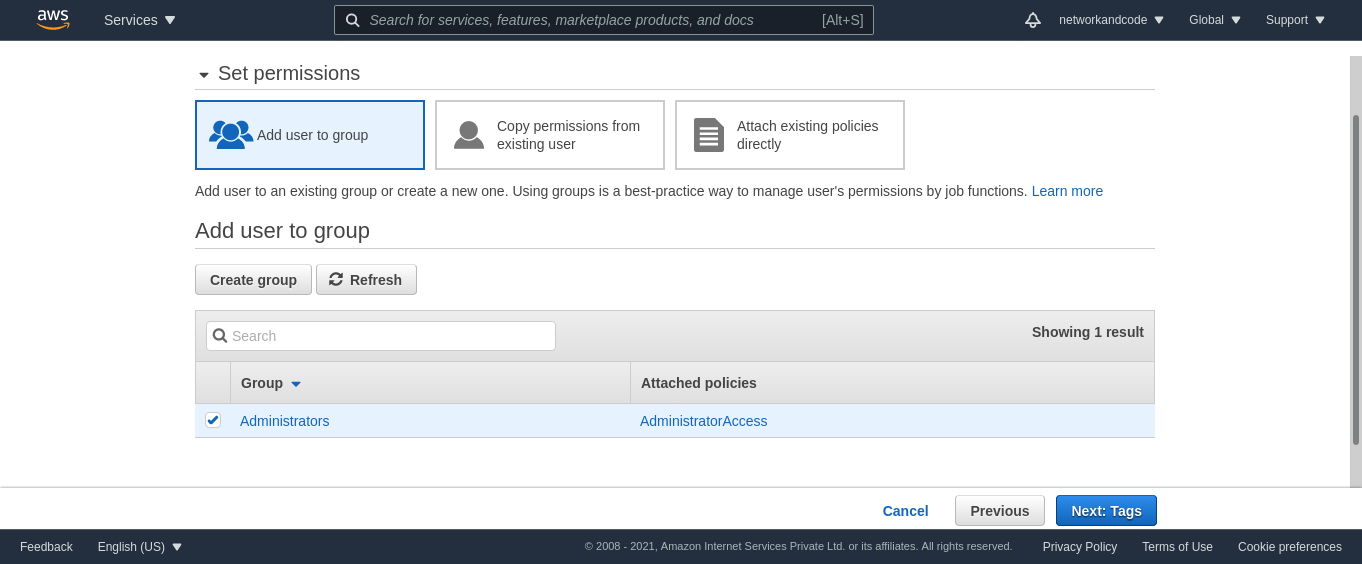 aws Services Search for services, features, marketplace products, and docs [Alt+S] networkandcode Global Support
Set permissions
Add user to group
Copy permissions from
existing user
Attach existing policies
directly
Add user to an existing group or create a new one. Using groups is a best-practice way to manage user's permissions by job functions. Learn more
Add user to group
Create group Refresh
Search Showing 1 result
Group Attached policies
Administrators AdministratorAccess
Cancel Previous Next: Tags
Feedback English (US) © 2008 - 2021, Amazon Internet Services Private Ltd. or its affiliates. All rights reserved. Privacy Policy Terms of Use Cookie preferences